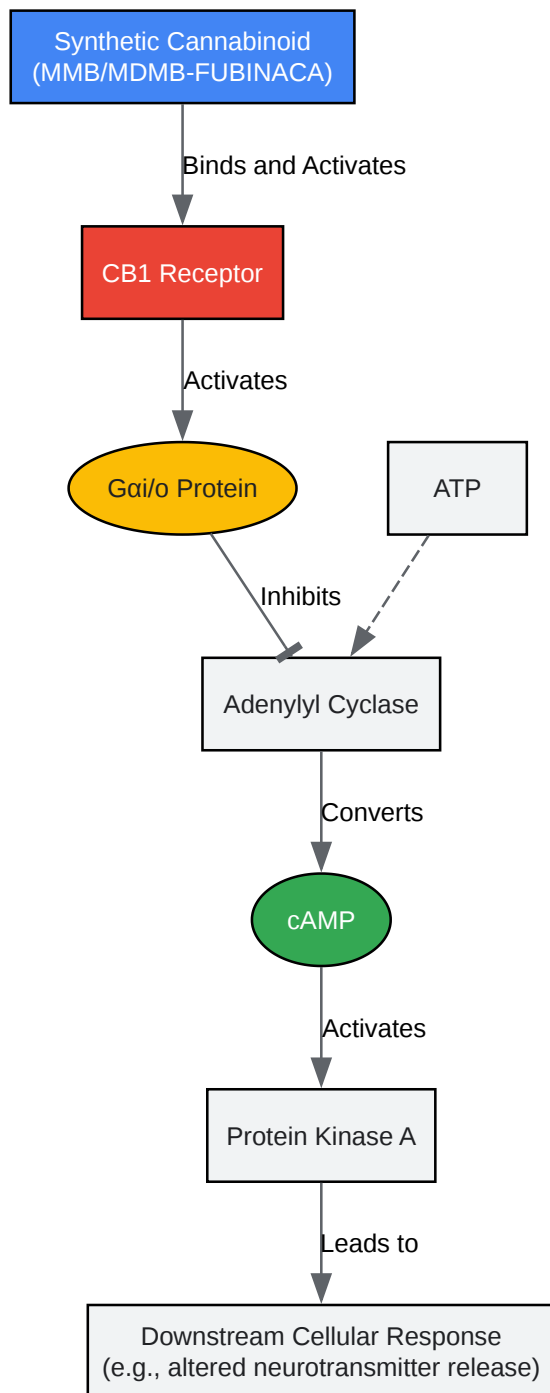 Synthetic Cannabinoid
(MMB/MDMB-FUBINACA)
Binds and Activates
CB1 Receptor
Activates
Gαi/o Protein
ATP
Inhibits
Adenylyl Cyclase
Converts
cAMP
Activates
Protein Kinase A
Leads to
Downstream Cellular Response
(e.g., altered neurotransmitter release)